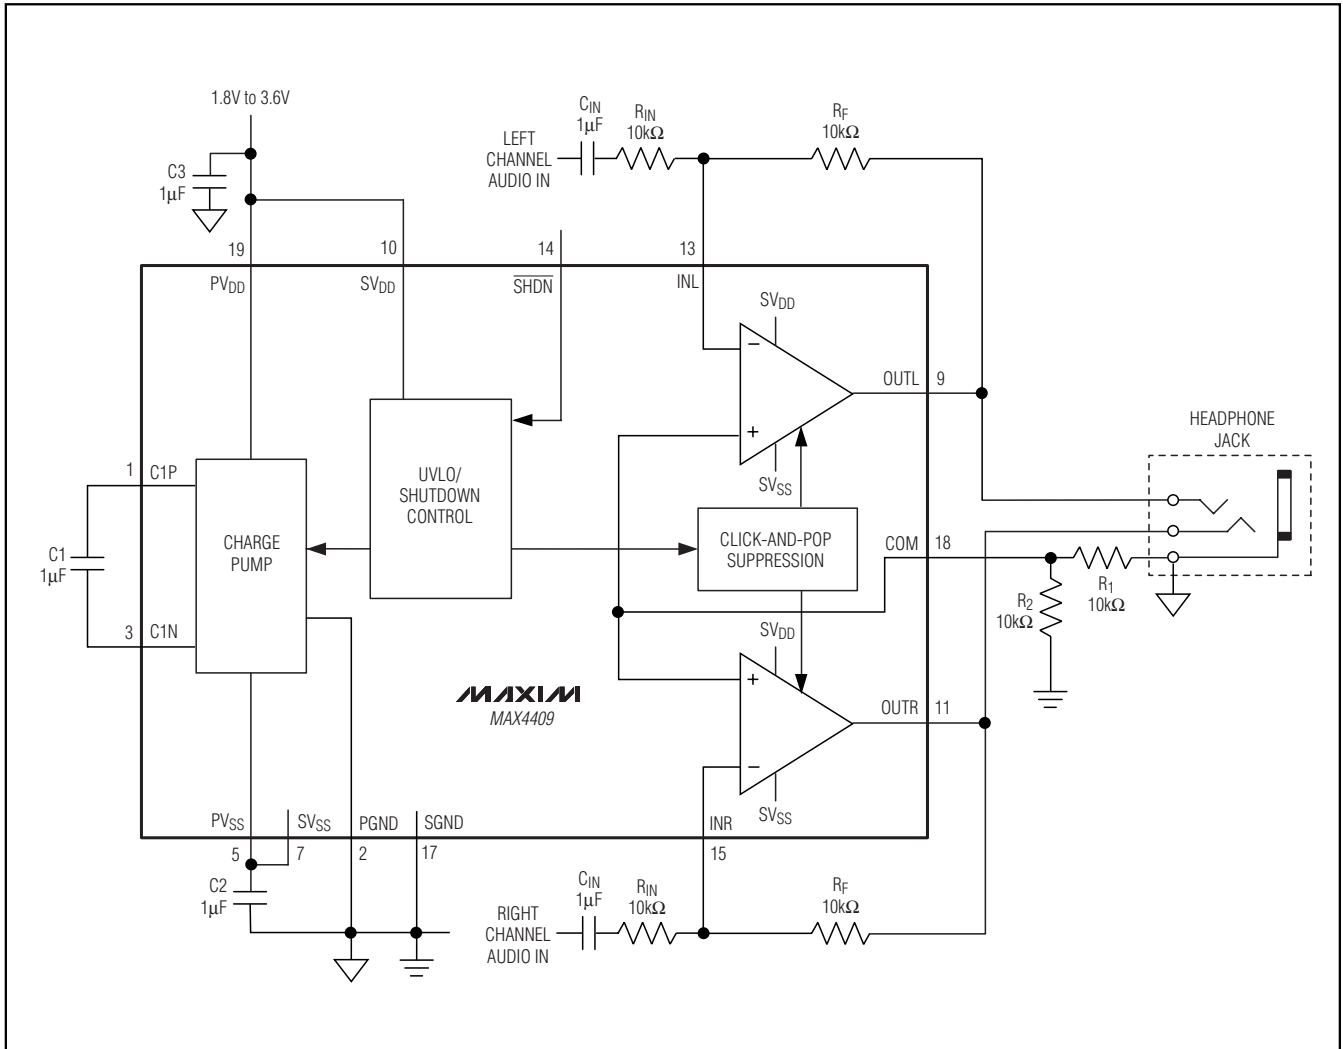 1.8V to 3.6V
C3
1µF
LEFT
CHANNEL
AUDIO IN
CIN
1µF
RIN
10kΩ
RF
10kΩ
19
10
14
13
PVDD
SVDD
SHDN
INL
SVDD
−
+
SVSS
OUTL
9
HEADPHONE
JACK
UVLO/
SHUTDOWN
CONTROL
1
C1P
C1
1µF
CHARGE
PUMP
CLICK-AND-POP
SUPPRESSION
COM
18
R1
10kΩ
R2
10kΩ
3
C1N
SVDD
+
−
SVSS
OUTR
11
MAXIM
MAX4409
PVSS
SVSS
PGND
SGND
INR
5
7
2
17
15
C2
1µF
RIGHT
CHANNEL
AUDIO IN
CIN
1µF
RIN
10kΩ
RF
10kΩ